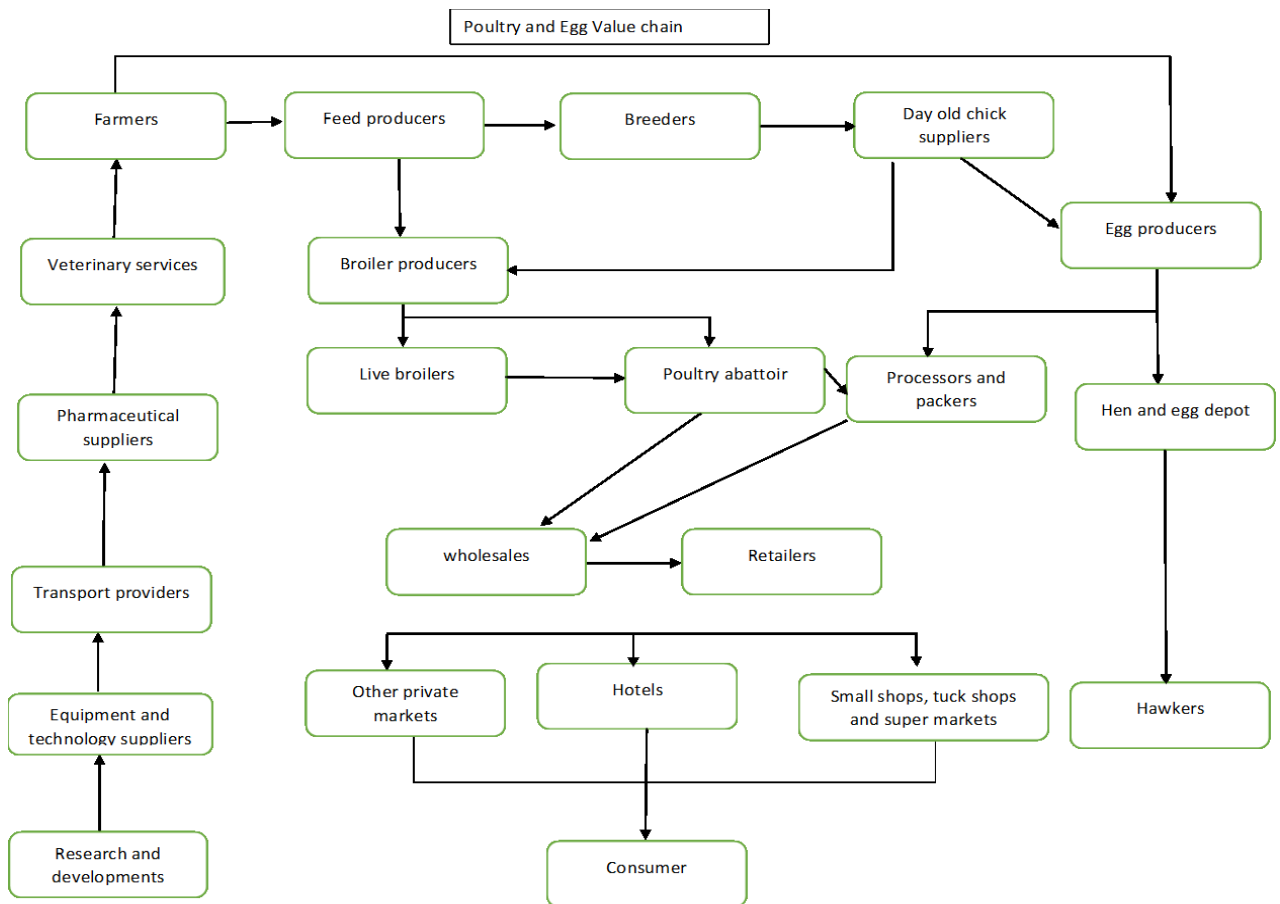 Poultry and Egg Value chain
Farmers
Feed producers
Breeders
Day old chick
suppliers
Egg producers
Veterinary services
Broiler producers
Live broilers
Poultry abattoir
Processors and
packers
Hen and egg depot
Pharmaceutical
suppliers
wholesales
Retailers
Transport providers
Other private
markets
Hotels
Small shops, tuck shops
and super markets
Hawkers
Equipment and
technology suppliers
Research and
developments
Consumer